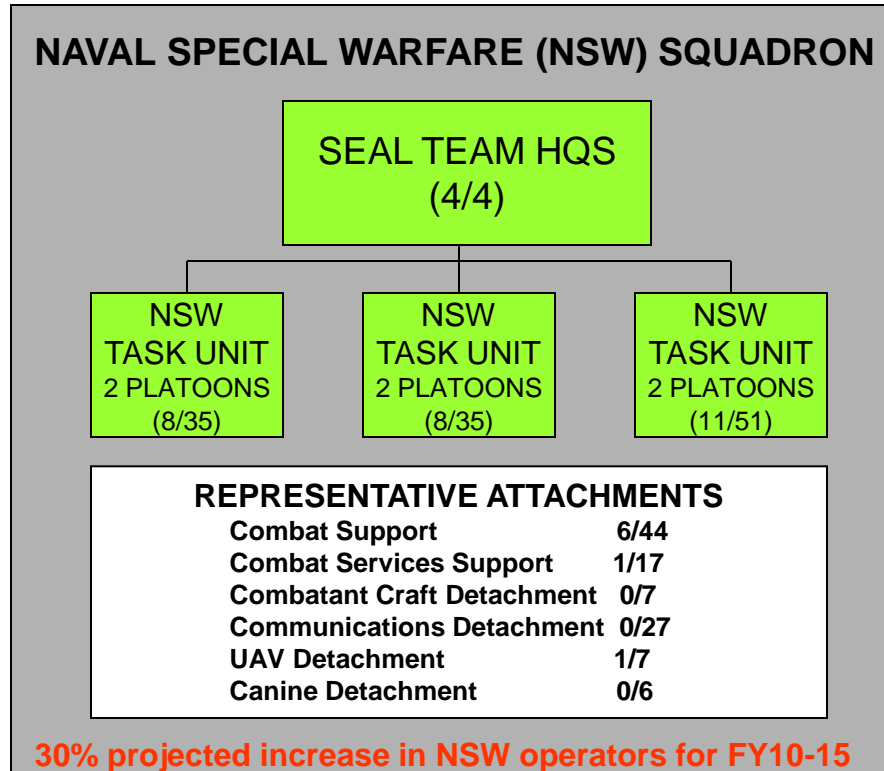 NAVAL SPECIAL WARFARE (NSW) SQUADRON
SEAL TEAM HQS
(4/4)
NSW
TASK UNIT
2 PLATOONS
(8/35)
NSW
TASK UNIT
2 PLATOONS
(8/35)
NSW
TASK UNIT
2 PLATOONS
(11/51)
REPRESENTATIVE ATTACHMENTS
Combat Support 6/44
Combat Services Support 1/17
Combatant Craft Detachment 0/7
Communications Detachment 0/27
UAV Detachment 1/7
Canine Detachment 0/6
30% projected increase in NSW operators for FY10-15